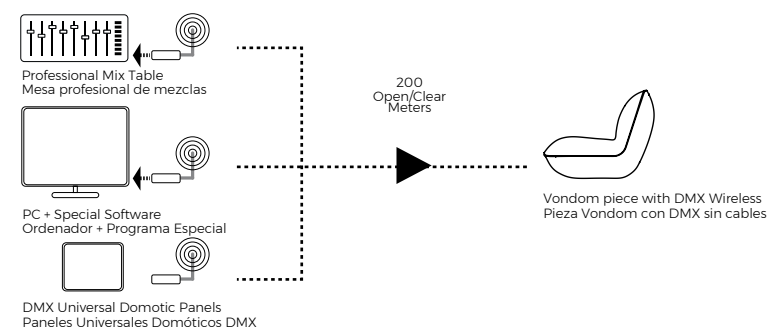 Professional Mix Table
Mesa profesional de mezclas
200
Open/Clear
Meters
PC + Special Software
Ordenador + Programa Especial
Vondom piece with DMX Wireless
Pieza Vondom con DMX sin cables
DMX Universal Domotic Panels
Paneles Universales Domóticos DMX